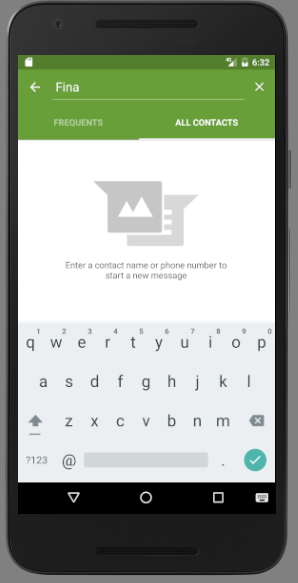 4G 6:32
Fina
FREQUENTS ALL CONTACTS
Enter a contact name or phone number to
start a new message
1 2 3 4 5 6 7 8 9 0
q w e r t y u i o p
a s d f g h j k l
z x c v b n m
?123 @ .